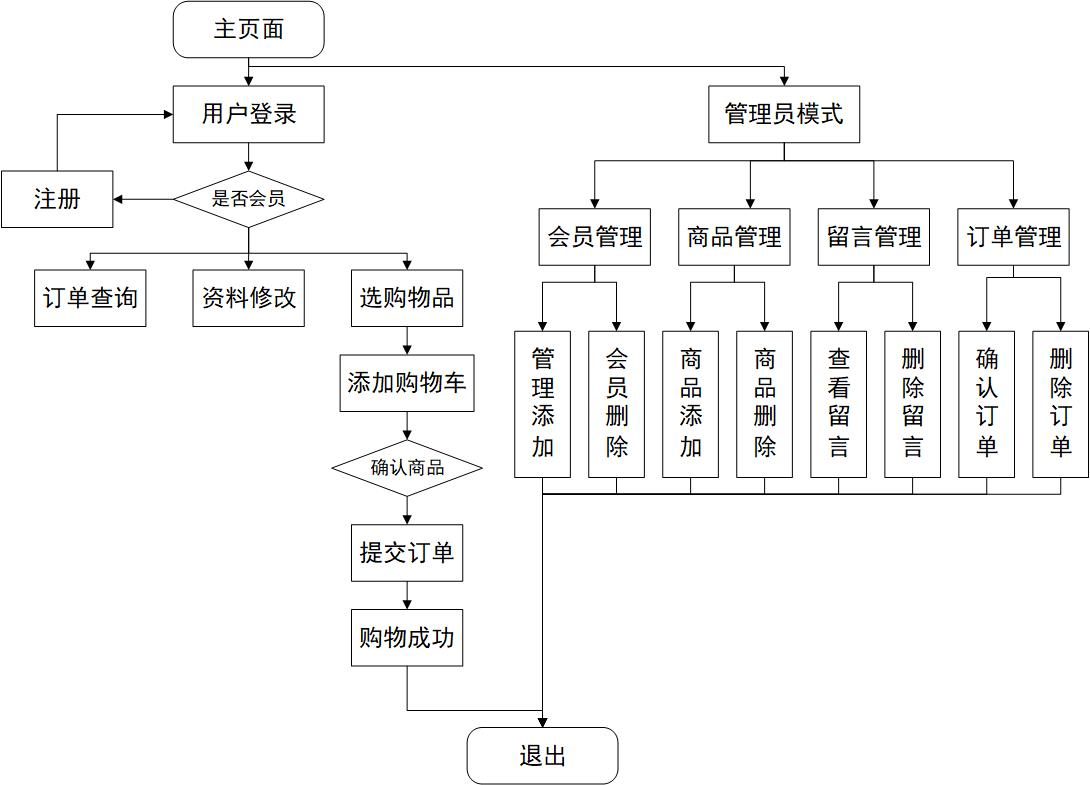 主页面
用户登录
管理员模式
注册
是否会员
会员管理
商品管理
留言管理
订单管理
订单查询
资料修改
选购物品
添加购物车
确认商品
提交订单
购物成功
管理添加
会员删除
商品添加
商品删除
查看留言
删除留言
确认订单
删除订单
退出